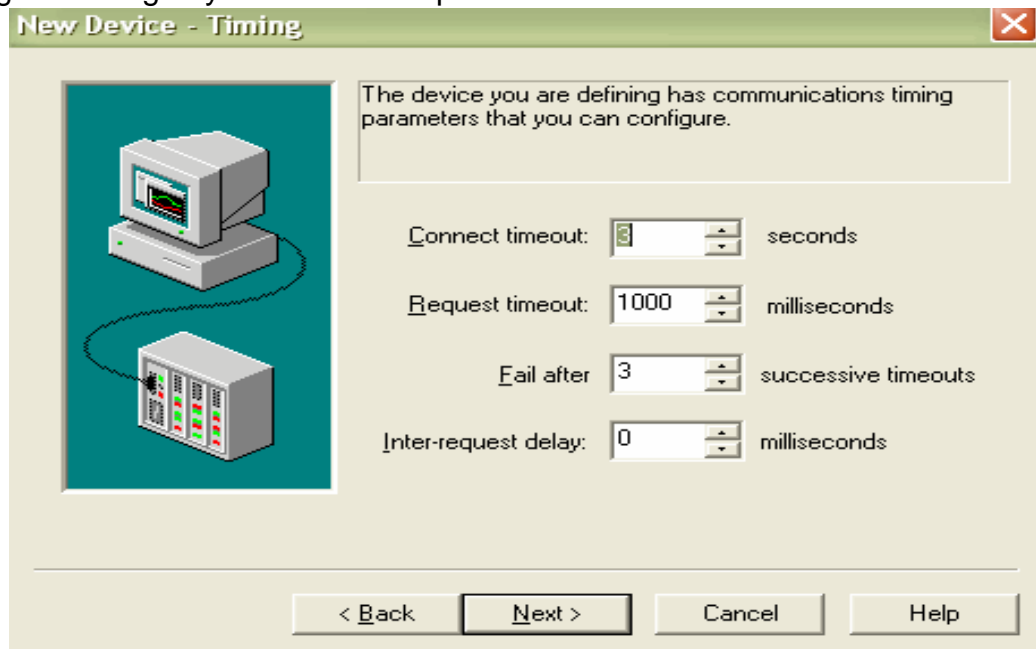 New Device - Timing
The device you are defining has communications timing
parameters that you can configure.
Connect timeout: 3 seconds
Request timeout: 1000 milliseconds
Fail after 3 successive timeouts
Inter-request delay: 0 milliseconds
< Back Next > Cancel Help